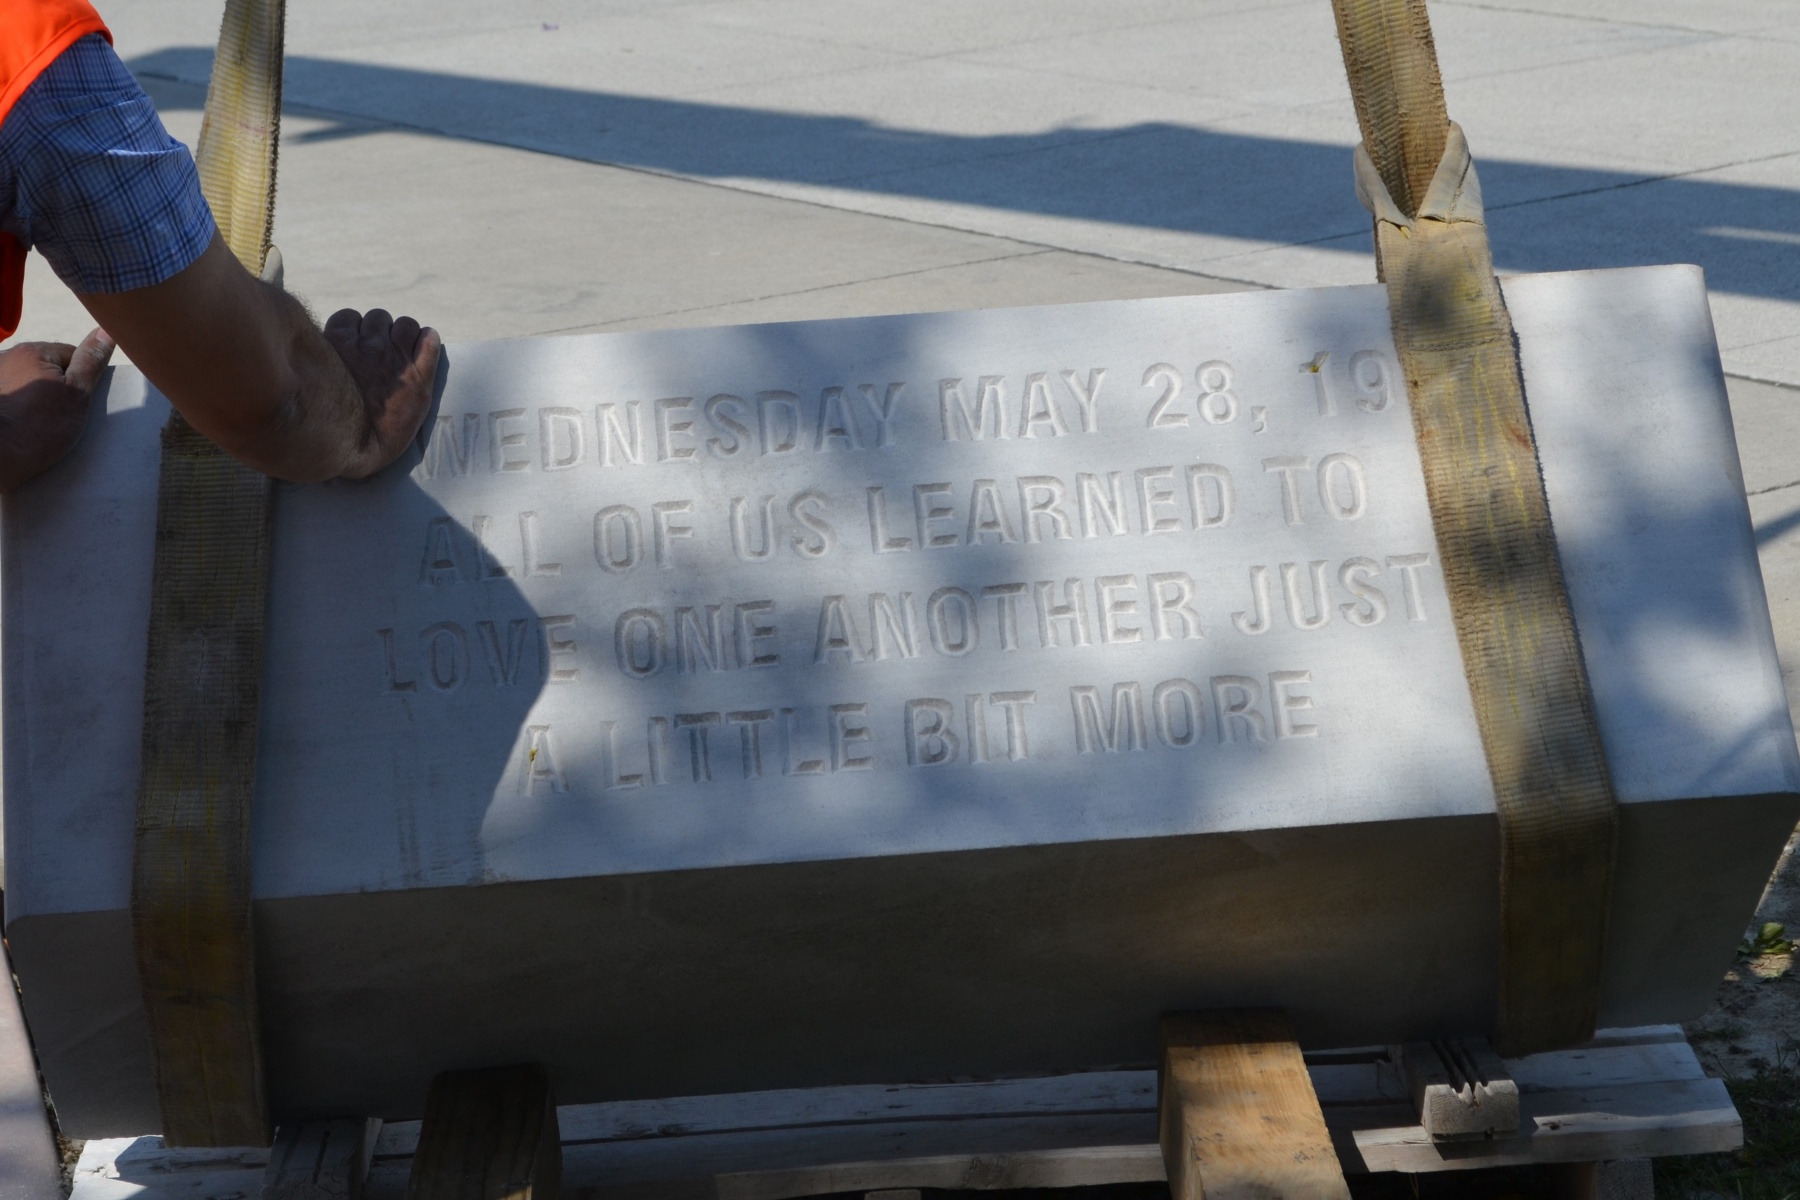 WEDNESDAY MAY 28, 19
ALL OF US LEARNED TO
LOVE ONE ANOTHER JUST
A LITTLE BIT MORE